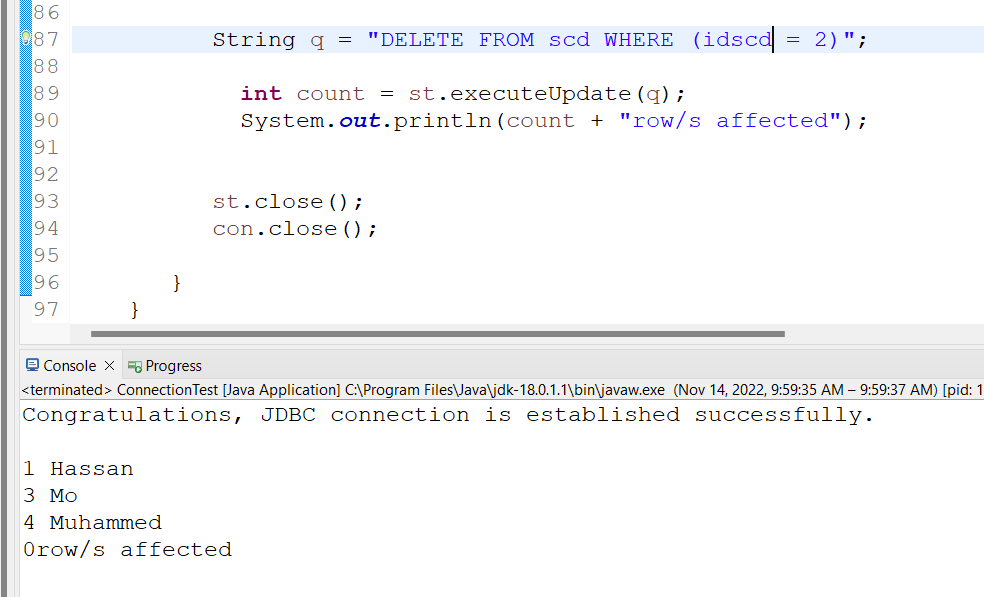 86
87 String q = "DELETE FROM scd WHERE (idscd = 2)";
88
89 int count = st.executeUpdate(q);
90 System.out.println(count + "row/s affected");
91
92
93 st.close();
94 con.close();
95
96 }
97 }
Console Progress
<terminated> ConnectionTest [Java Application] C:\Program Files\Java\jdk-18.0.1.1\bin\javaw.exe (Nov 14, 2022, 9:59:35 AM – 9:59:37 AM) [pid: 1
Congratulations, JDBC connection is established successfully.
1 Hassan
3 Mo
4 Muhammed
0row/s affected